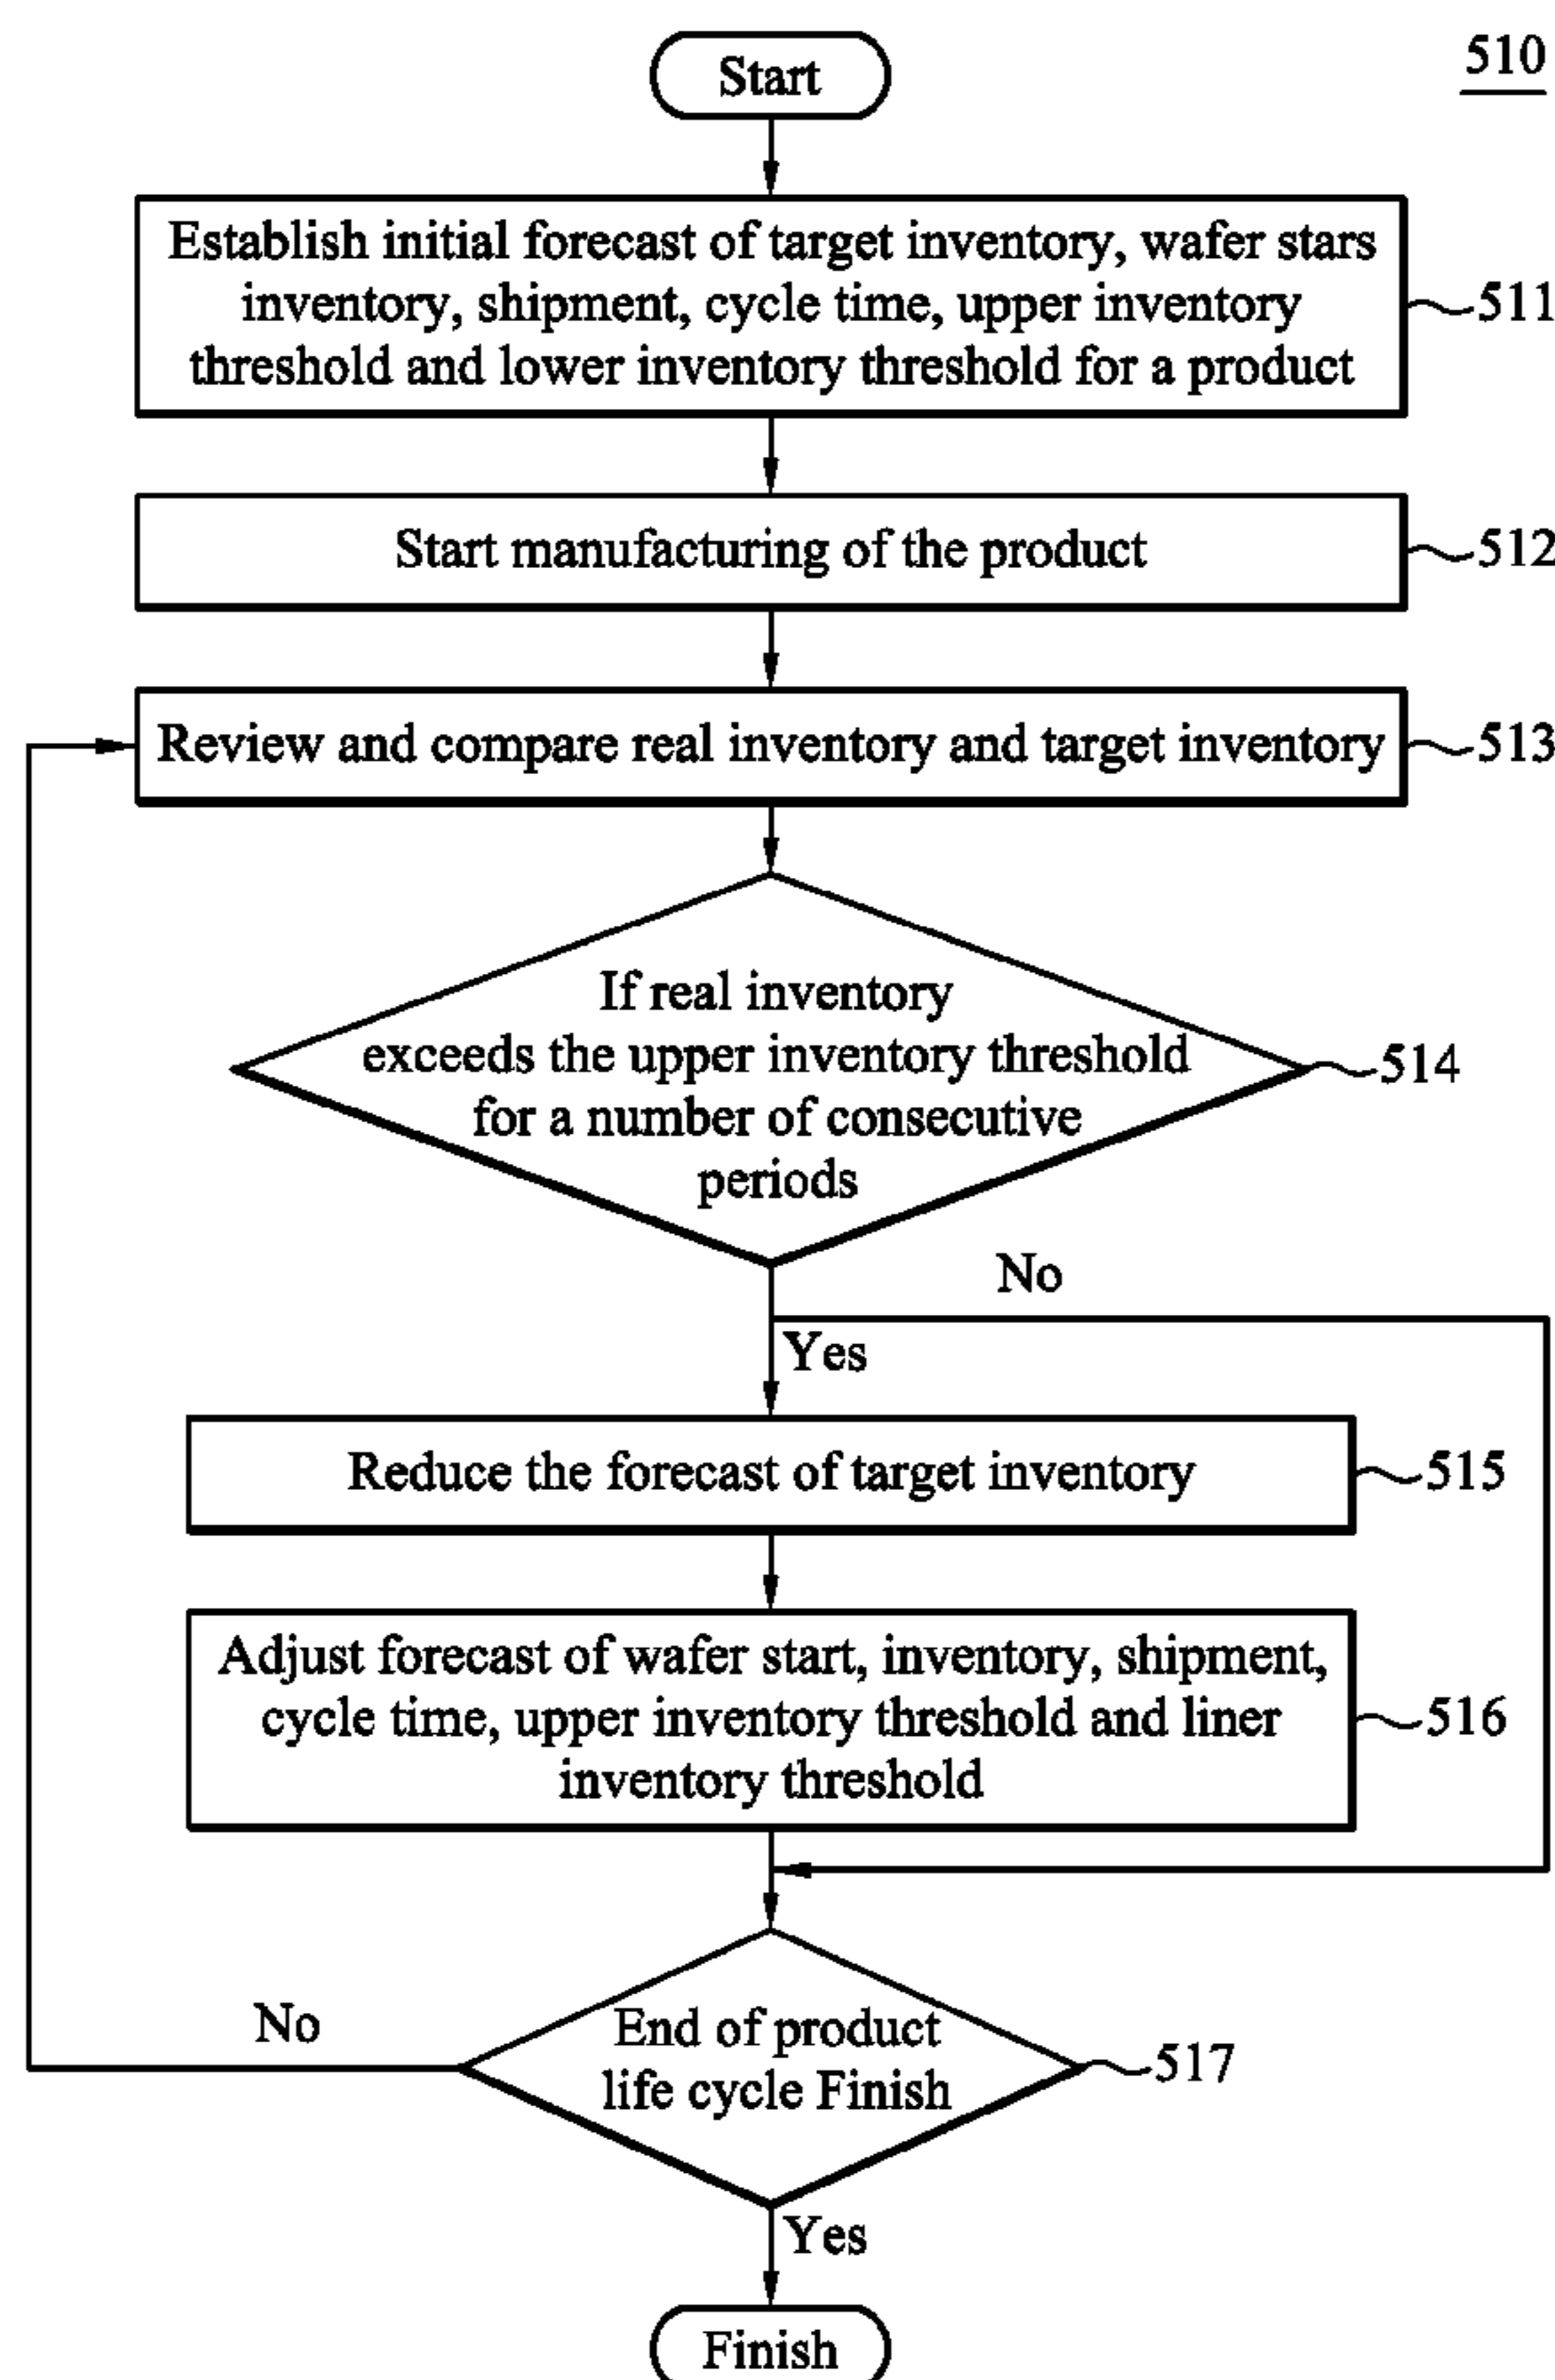 Start
510
Establish initial forecast of target inventory, wafer stars
inventory, shipment, cycle time, upper inventory
threshold and lower inventory threshold for a product
511
Start manufacturing of the product
512
Review and compare real inventory and target inventory
513
If real inventory
exceeds the upper inventory threshold
for a number of consecutive
periods
514
No
Yes
Reduce the forecast of target inventory
515
Adjust forecast of wafer start, inventory, shipment,
cycle time, upper inventory threshold and liner
inventory threshold
516
No
End of product
life cycle Finish
517
Yes
Finish